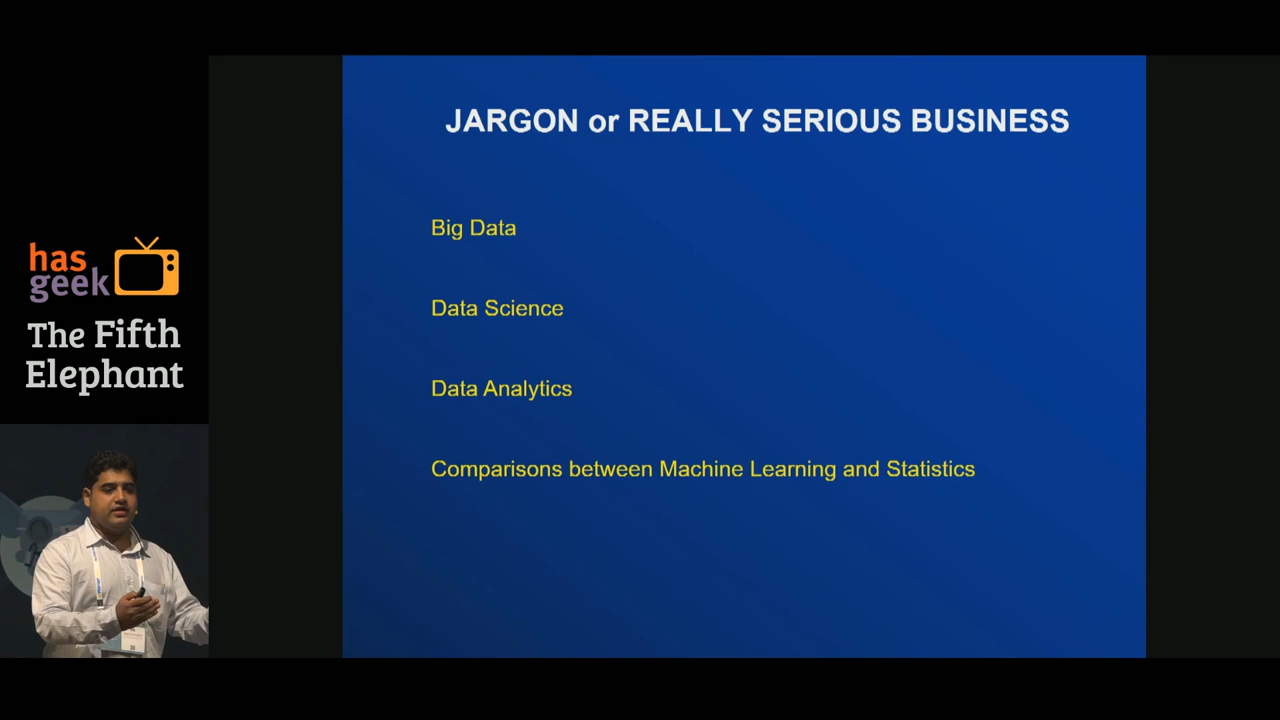 JARGON or REALLY SERIOUS BUSINESS
Big Data
Data Science
Data Analytics
Comparisons between Machine Learning and Statistics
has
geek
The Fifth
Elephant